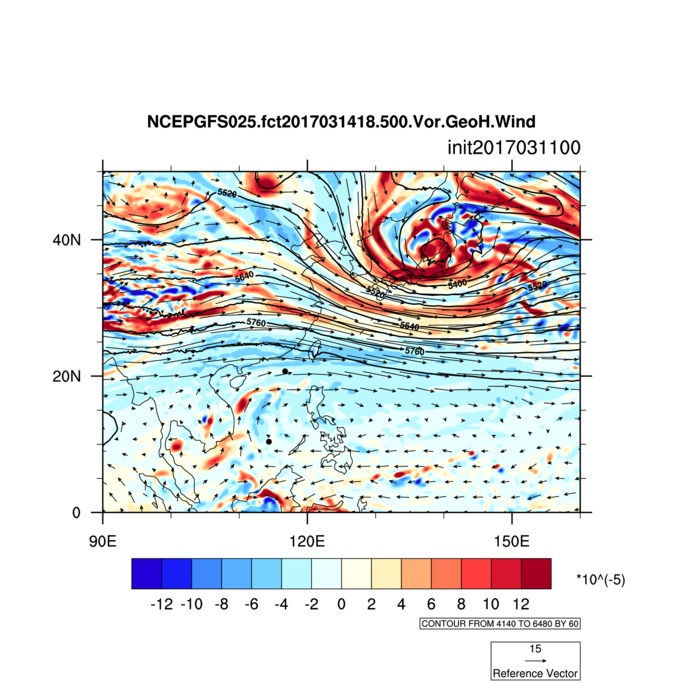 NCEPGFS025.fct2017031418.500.Vor.GeoH.Wind
init2017031100
5520
40N
5640
5520
5400
5520
5760
5640
5760
20N
0
90E 120E 150E
-12 -10 -8 -6 -4 -2 0 2 4 6 8 10 12
*10^(-5)
CONTOUR FROM 4140 TO 6480 BY 60
15
Reference Vector